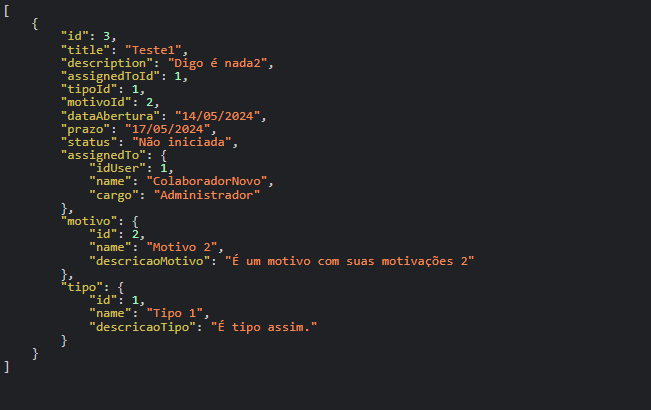 [
    {
        "id": 3,
        "title": "Teste1",
        "description": "Digo é nada2",
        "assignedToId": 1,
        "tipoId": 1,
        "motivoId": 2,
        "dataAbertura": "14/05/2024",
        "prazo": "17/05/2024",
        "status": "Não iniciada",
        "assignedTo": {
            "idUser": 1,
            "name": "ColaboradorNovo",
            "cargo": "Administrador"
        },
        "motivo": {
            "id": 2,
            "name": "Motivo 2",
            "descricaoMotivo": "É um motivo com suas motivações 2"
        },
        "tipo": {
            "id": 1,
            "name": "Tipo 1",
            "descricaoTipo": "É tipo assim."
        }
    }
]